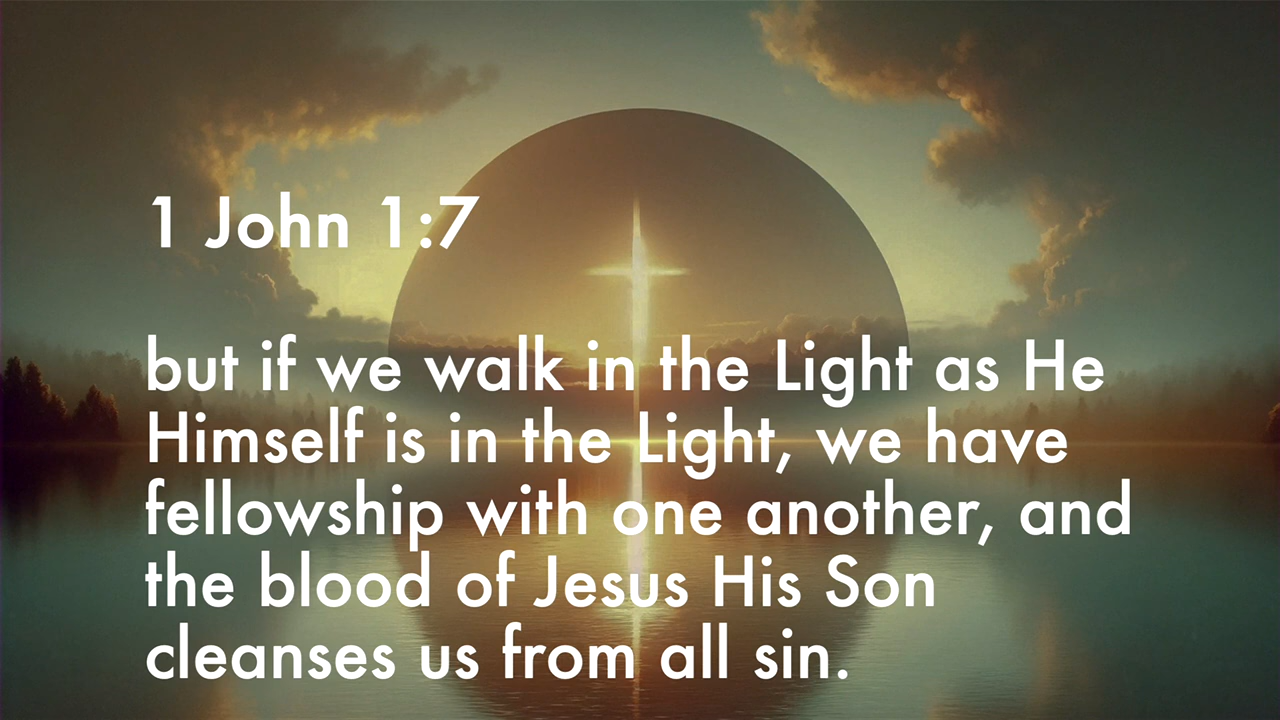 1 John 1:7
but if we walk in the Light as He
Himself is in the Light, we have
fellowship with one another, and
the blood of Jesus His Son
cleanses us from all sin.